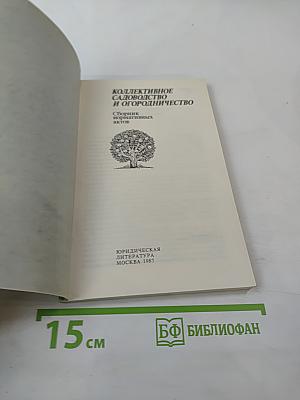 КОЛЛЕКТИВНОЕ
САДОВОДСТВО
И ОГОРОДНИЧЕСТВО
Сборник
нормативных
актов
ЮРИДИЧЕСКАЯ
ЛИТЕРАТУРА
МОСКВА 1987
15 см
БФ БИБЛИОФАН